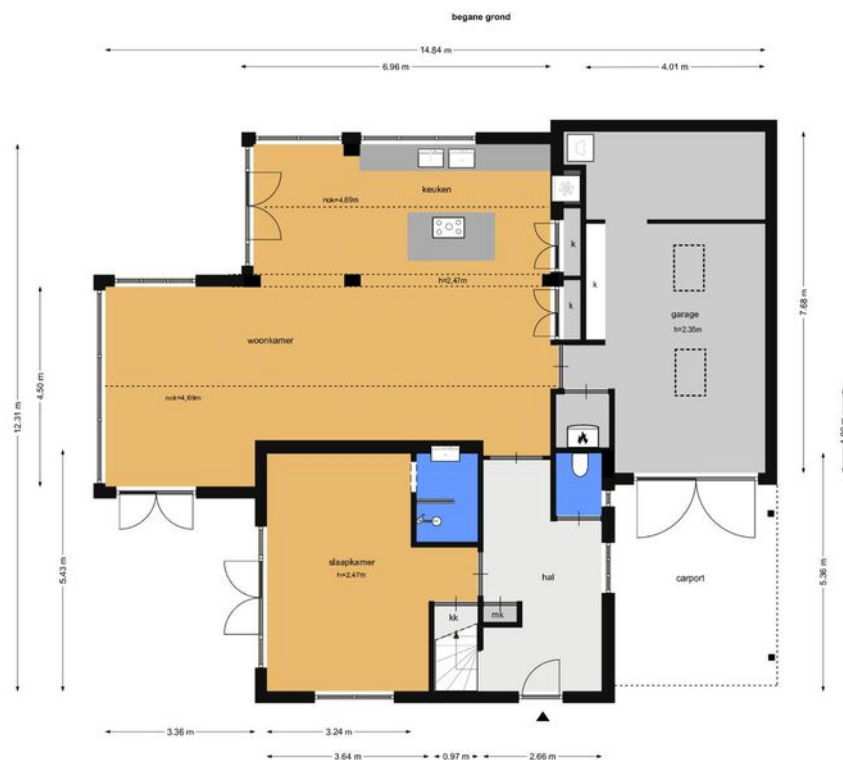 begane grond
14.84 m
6.96 m
4.01 m
keuken
nok=4,69m
k
h=2,47m
k
k
garage
h=2.35m
woonkamer
nok=4,69m
12.31 m
4.50 m
7.68 m
5.43 m
5.36 m
slaapkamer
h=2,47m
hal
carport
kk
mk
3.36 m
3.24 m
3.64 m
0.97 m
2.66 m